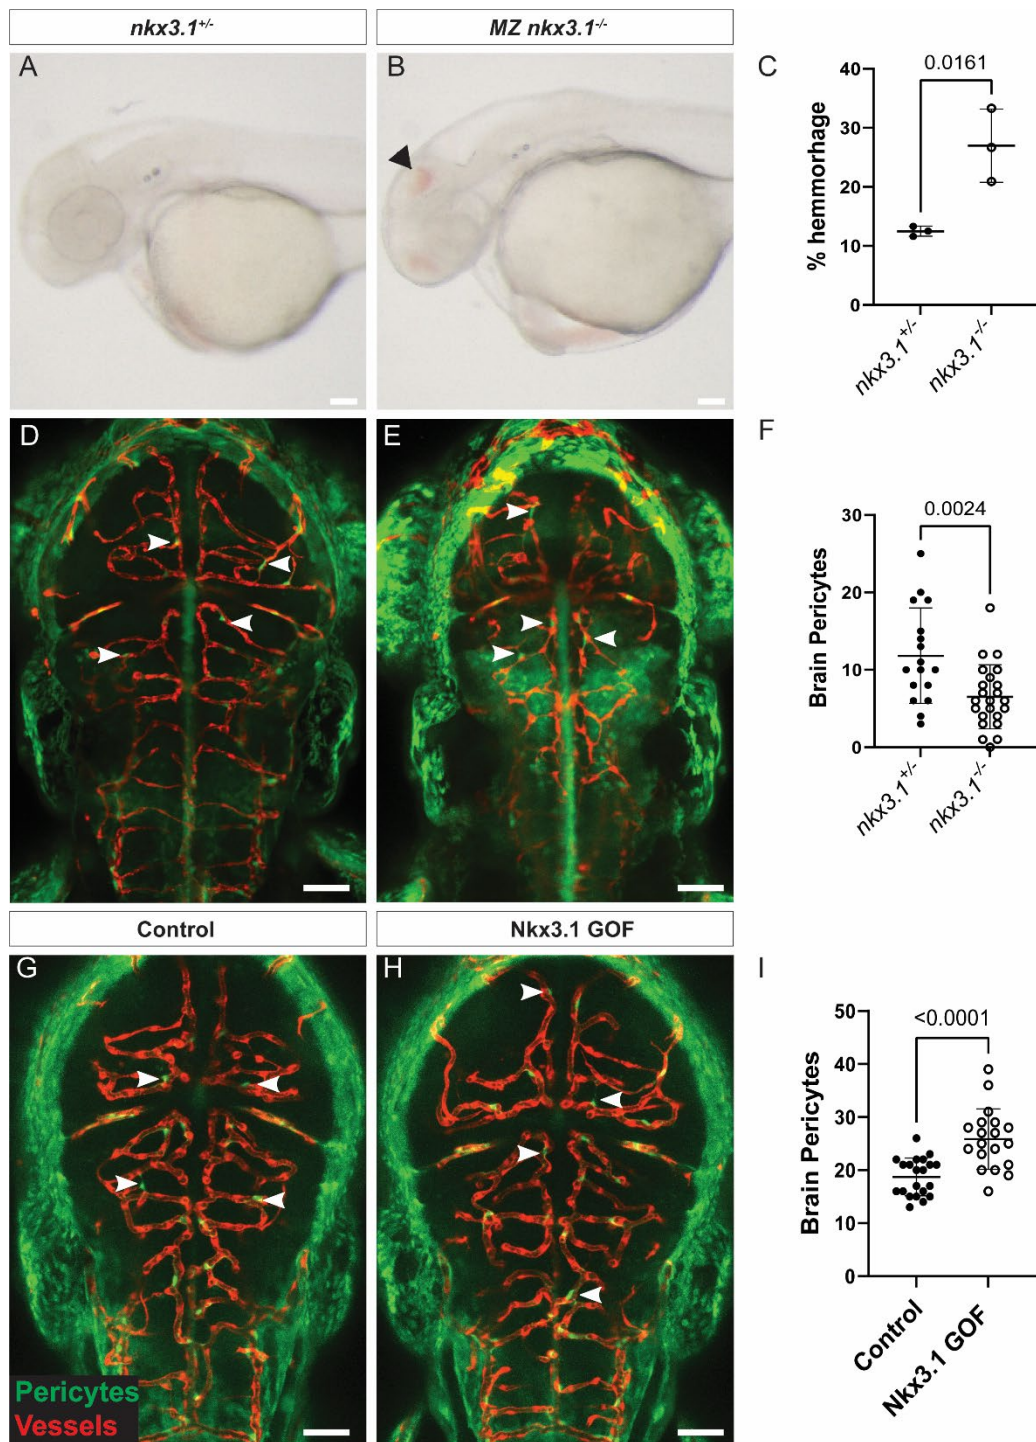 nkx3.1+/-
MZ nkx3.1-/-
A
B
C
% hemmorhage
40
30
20
10
0
0.0161
nkx3.1+/-
nkx3.1-/-
D
E
F
Brain Pericytes
30
20
10
0
0.0024
nkx3.1+/-
nkx3.1-/-
Control
Nkx3.1 GOF
G
H
I
Brain Pericytes
50
40
30
20
10
0
<0.0001
Control
Nkx3.1 GOF
Pericytes
Vessels